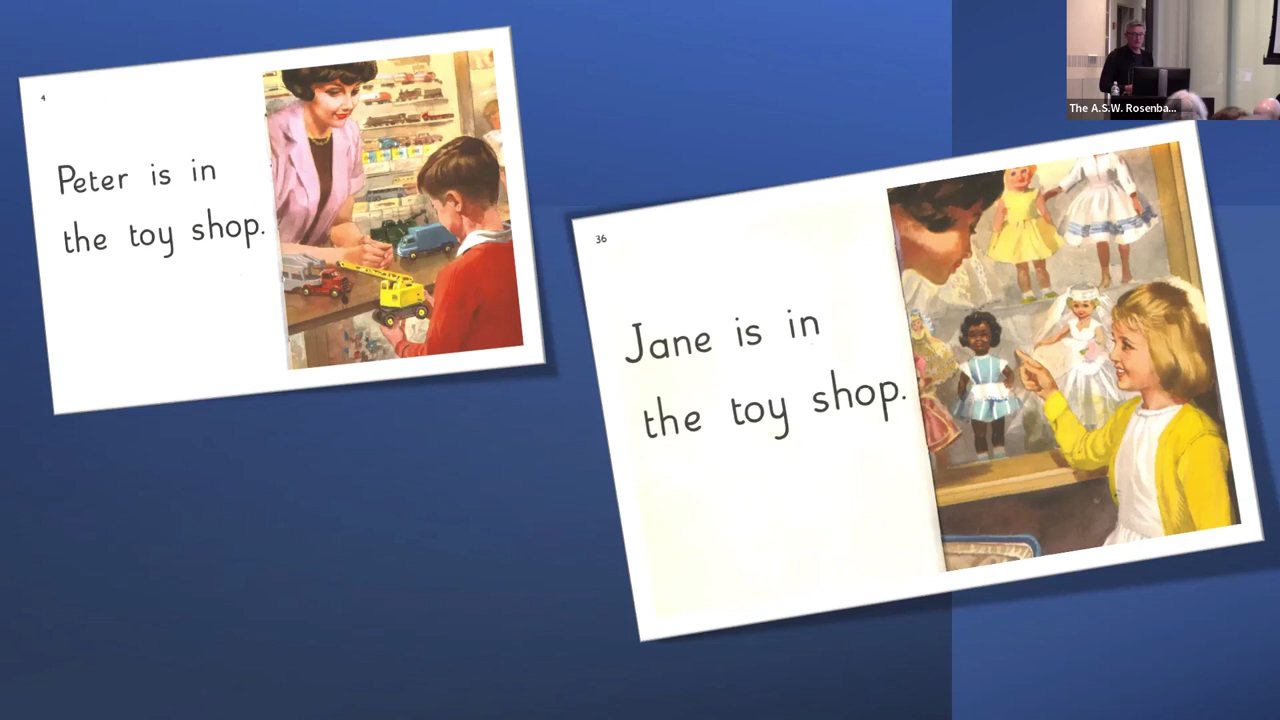 4
Peter is in
the toy shop.
36
Jane is in
the toy shop.
The A.S.W. Rosenba...